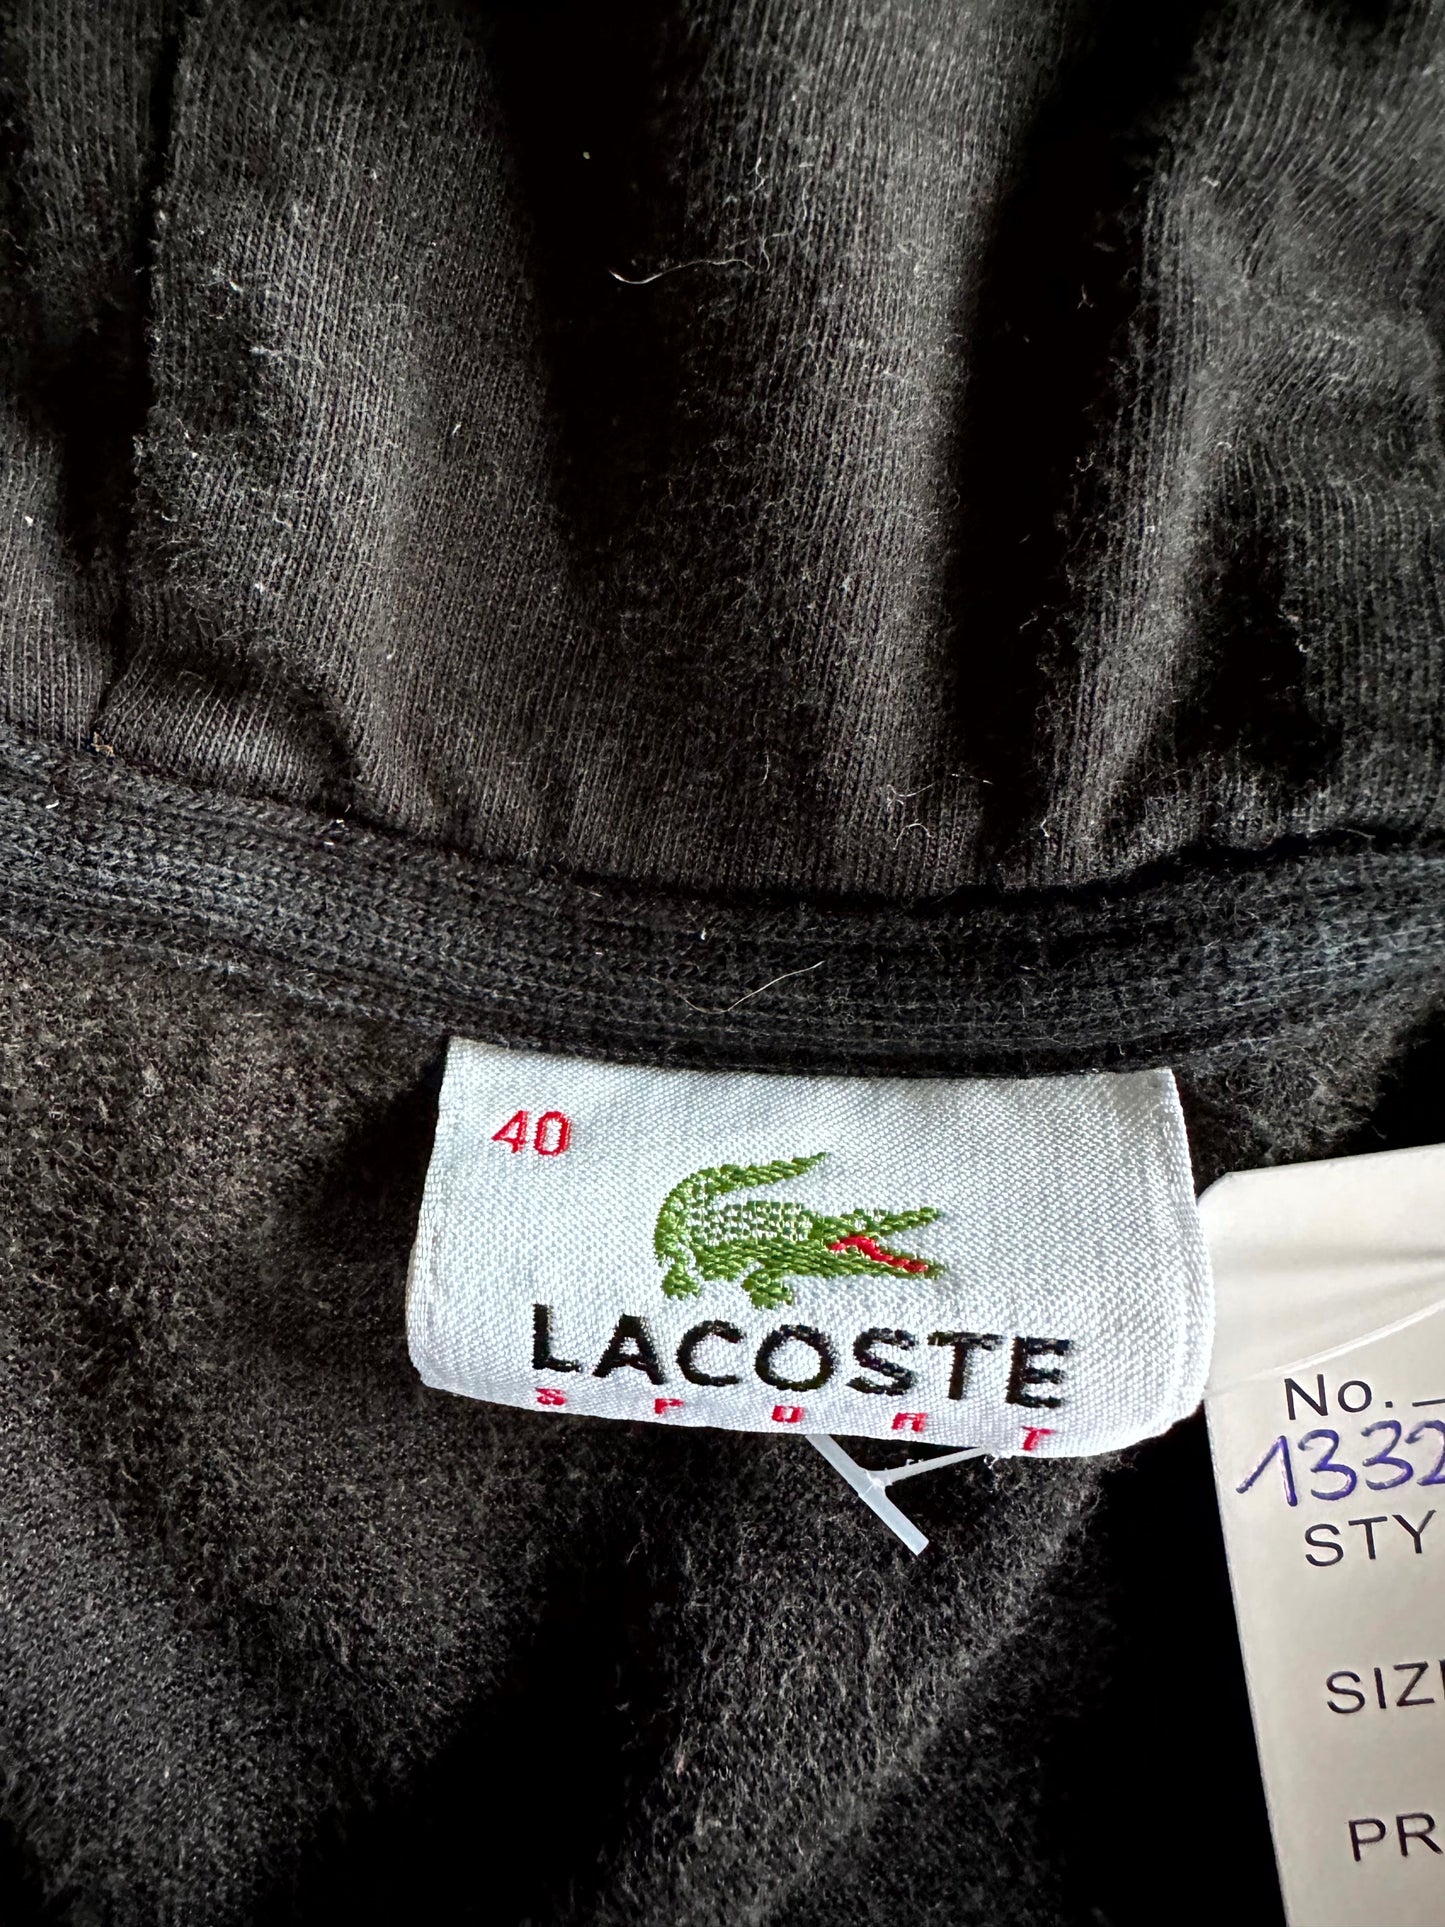 40
LACOSTE
SPORT
No.
1332
STY
SIZ
PR